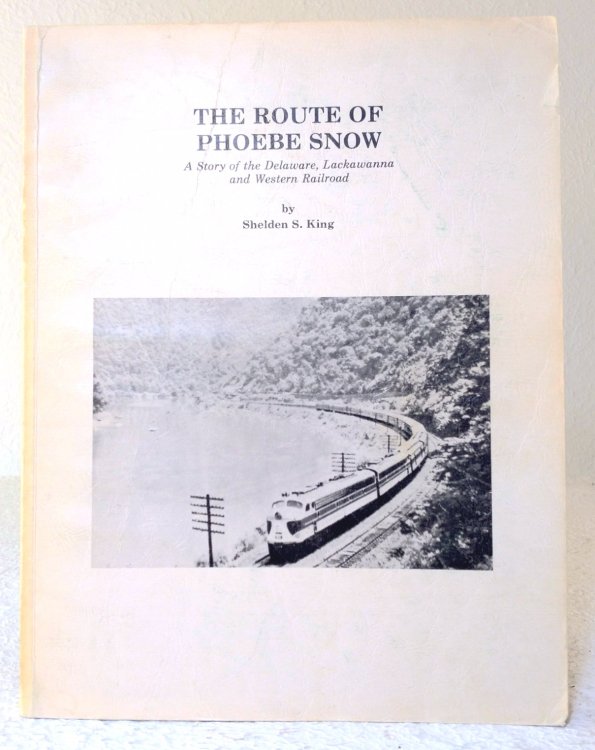 THE ROUTE OF
PHOEBE SNOW
A Story of the Delaware, Lackawanna
and Western Railroad
by
Shelden S. King